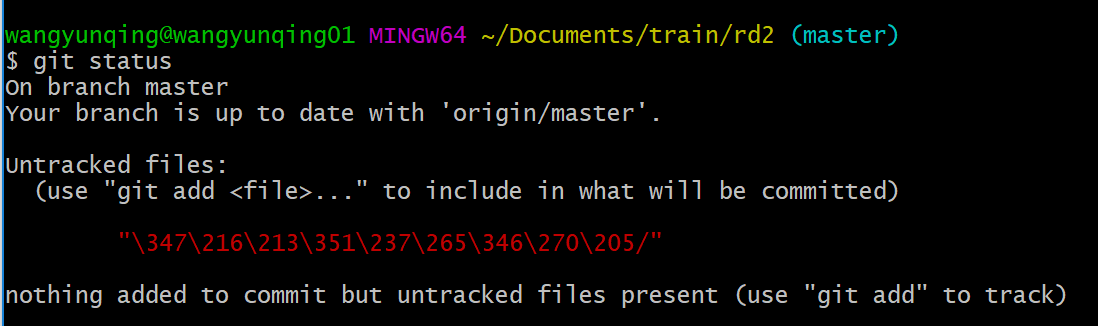 wangyunqing@wangyunqing01 MINGW64 ~/Documents/train/rd2 (master)
$ git status
On branch master
Your branch is up to date with 'origin/master'.
Untracked files:
(use "git add <file>..." to include in what will be committed)
"\347\216\213\351\237\265\346\270\205/"
nothing added to commit but untracked files present (use "git add" to track)